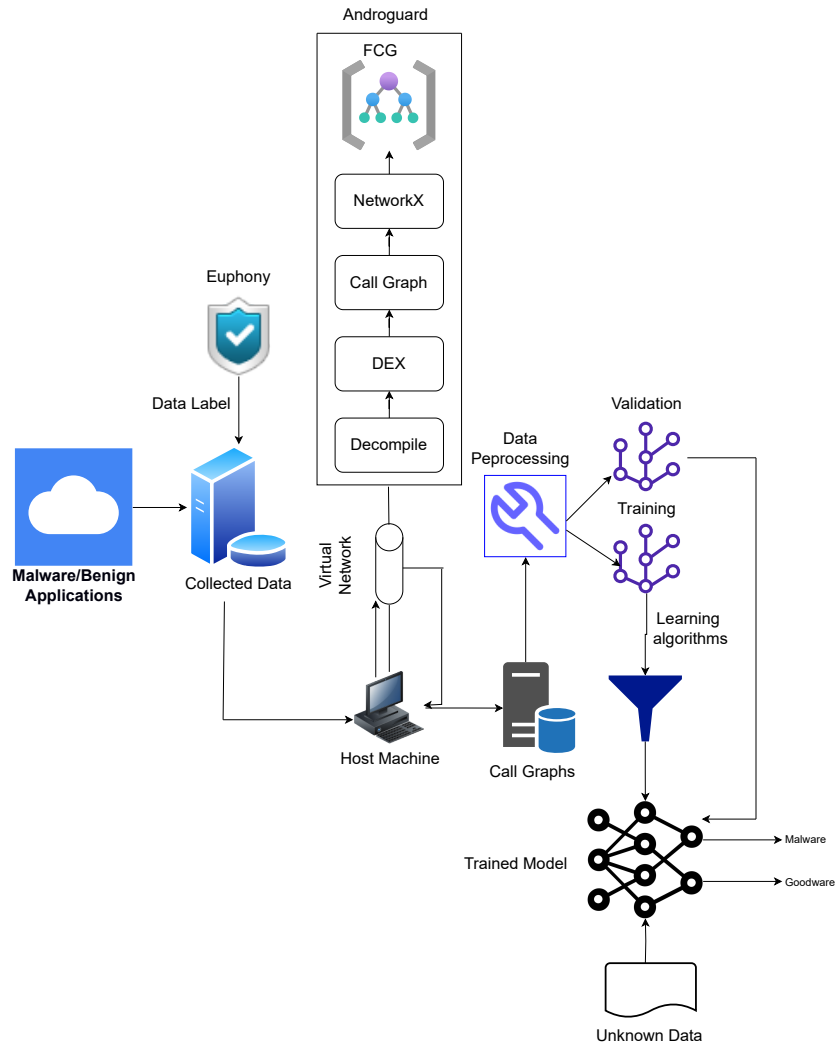 Androguard
FCG
NetworkX
Call Graph
DEX
Decompile
Euphony
Data Label
Malware/Benign
Applications
Collected Data
Virtual
Network
Host Machine
Call Graphs
Data
Peprocessing
Validation
Training
Learning
algorithms
Trained Model
Malware
Goodware
Unknown Data